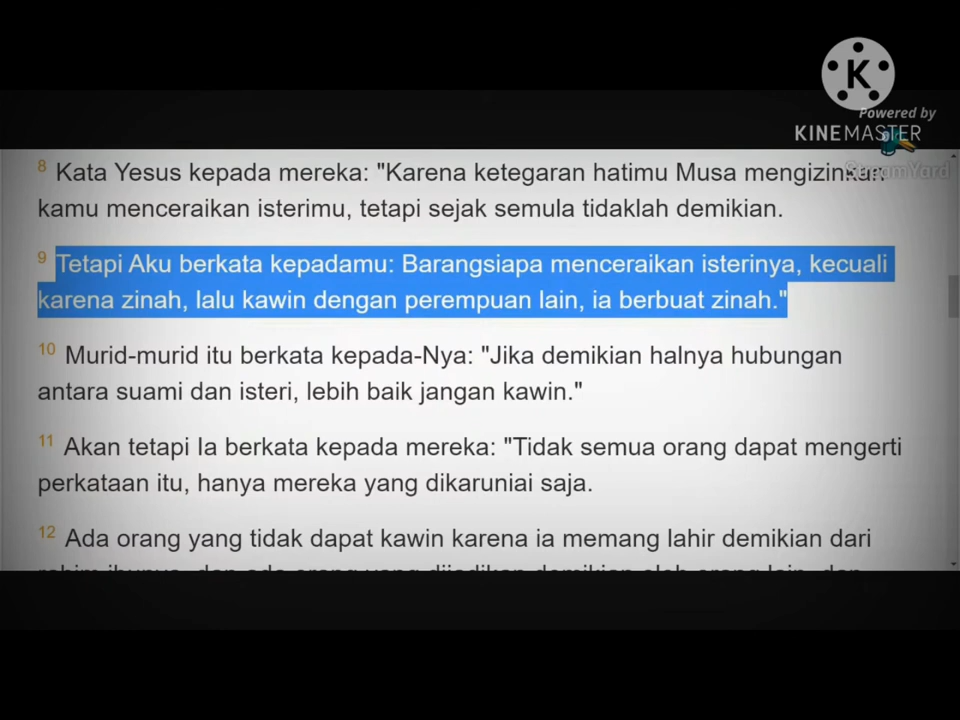 Powered by
KINEMASTER
StreamYard
8 Kata Yesus kepada mereka: "Karena ketegaran hatimu Musa mengizinkan
kamu menceraikan isterimu, tetapi sejak semula tidaklah demikian.
9 Tetapi Aku berkata kepadamu: Barangsiapa menceraikan isterinya, kecuali
karena zinah, lalu kawin dengan perempuan lain, ia berbuat zinah."
10 Murid-murid itu berkata kepada-Nya: "Jika demikian halnya hubungan
antara suami dan isteri, lebih baik jangan kawin."
11 Akan tetapi Ia berkata kepada mereka: "Tidak semua orang dapat mengerti
perkataan itu, hanya mereka yang dikaruniai saja.
12 Ada orang yang tidak dapat kawin karena ia memang lahir demikian dari